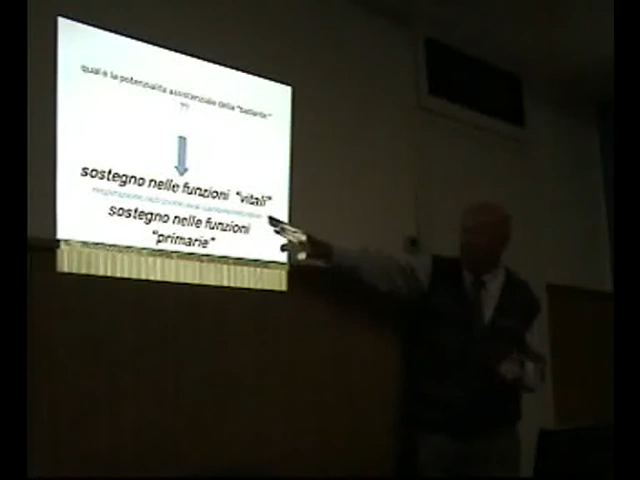 qual'è la potenzialità assistenziale della "badante"
??
sostegno nelle funzioni "vitali"
sostegno nelle funzioni
"primarie"